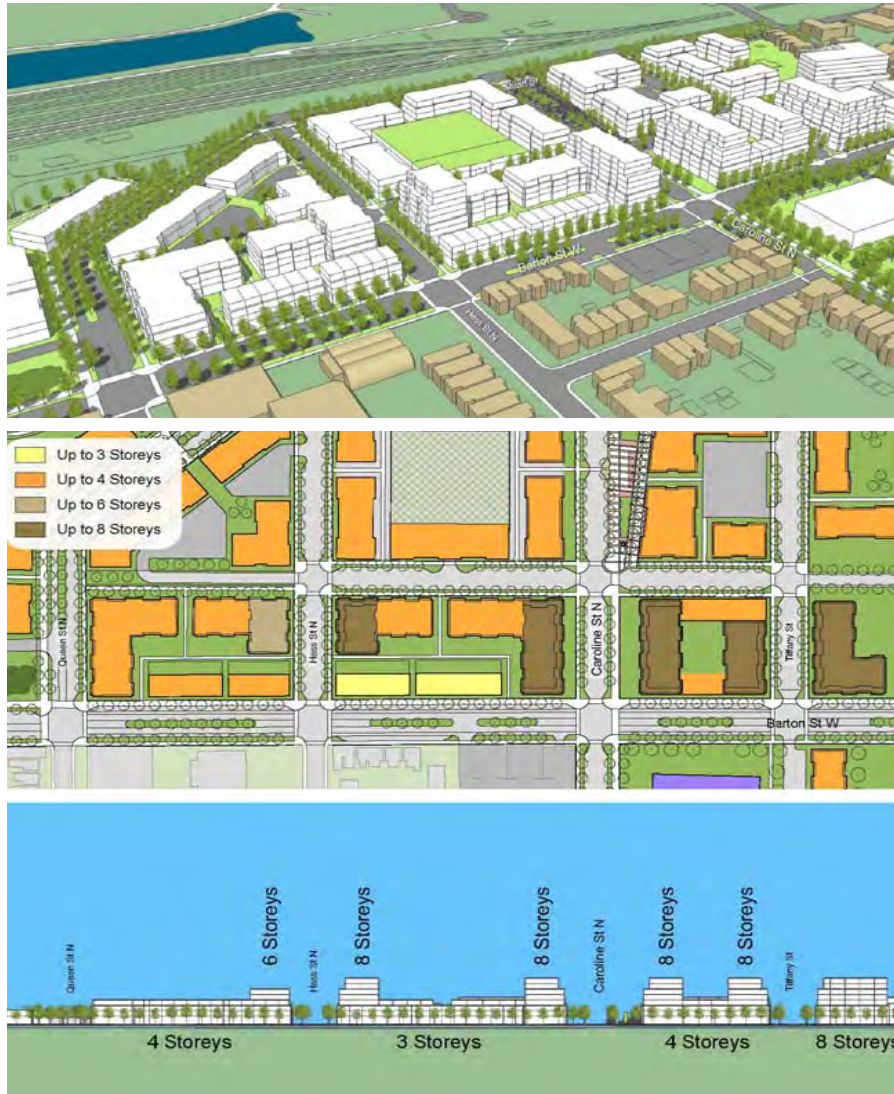 Stuart St
Barton St W
Caroline St N
Hess St N
Up to 3 Storeys
Up to 4 Storeys
Up to 6 Storeys
Up to 8 Storeys
Queen St N
Hess St N
Caroline St N
Tiffany St
Barton St W
Queen St N
6 Storeys
Hess St N
8 Storeys
8 Storeys
Caroline St N
8 Storeys
8 Storeys
Tiffany St
4 Storeys
3 Storeys
4 Storeys
8 Storeys